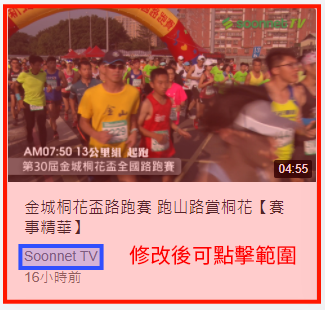 soonnetTV
AM07:50 13公里組 起跑
第30屆金城桐花盃全國路跑賽
04:55
金城桐花盃路跑賽 跑山路賞桐花【賽
事精華】
Soonnet TV
修改後可點擊範圍
16小時前